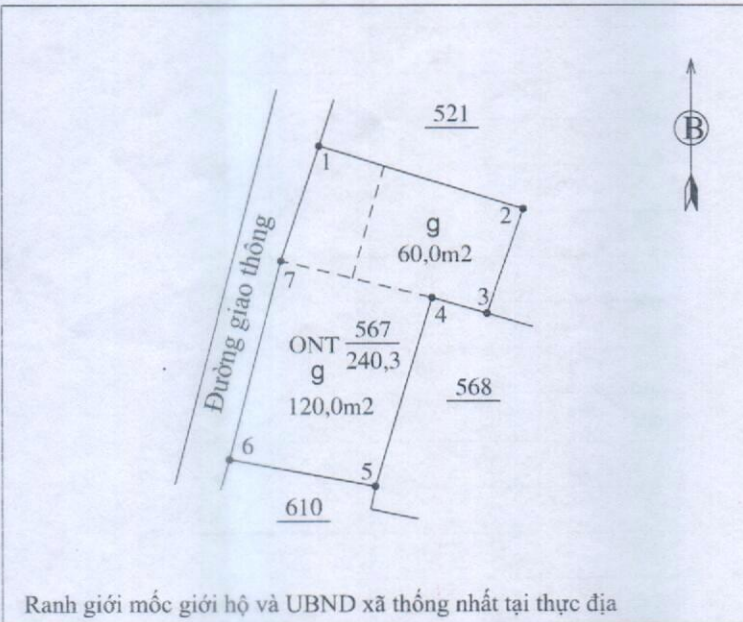 521
B
1
2
g
60,0m2
Đường giao thông
7
3
4
ONT 567
240,3
g
120,0m2
568
6
5
610
Ranh giới mốc giới hộ và UBND xã thống nhất tại thực địa